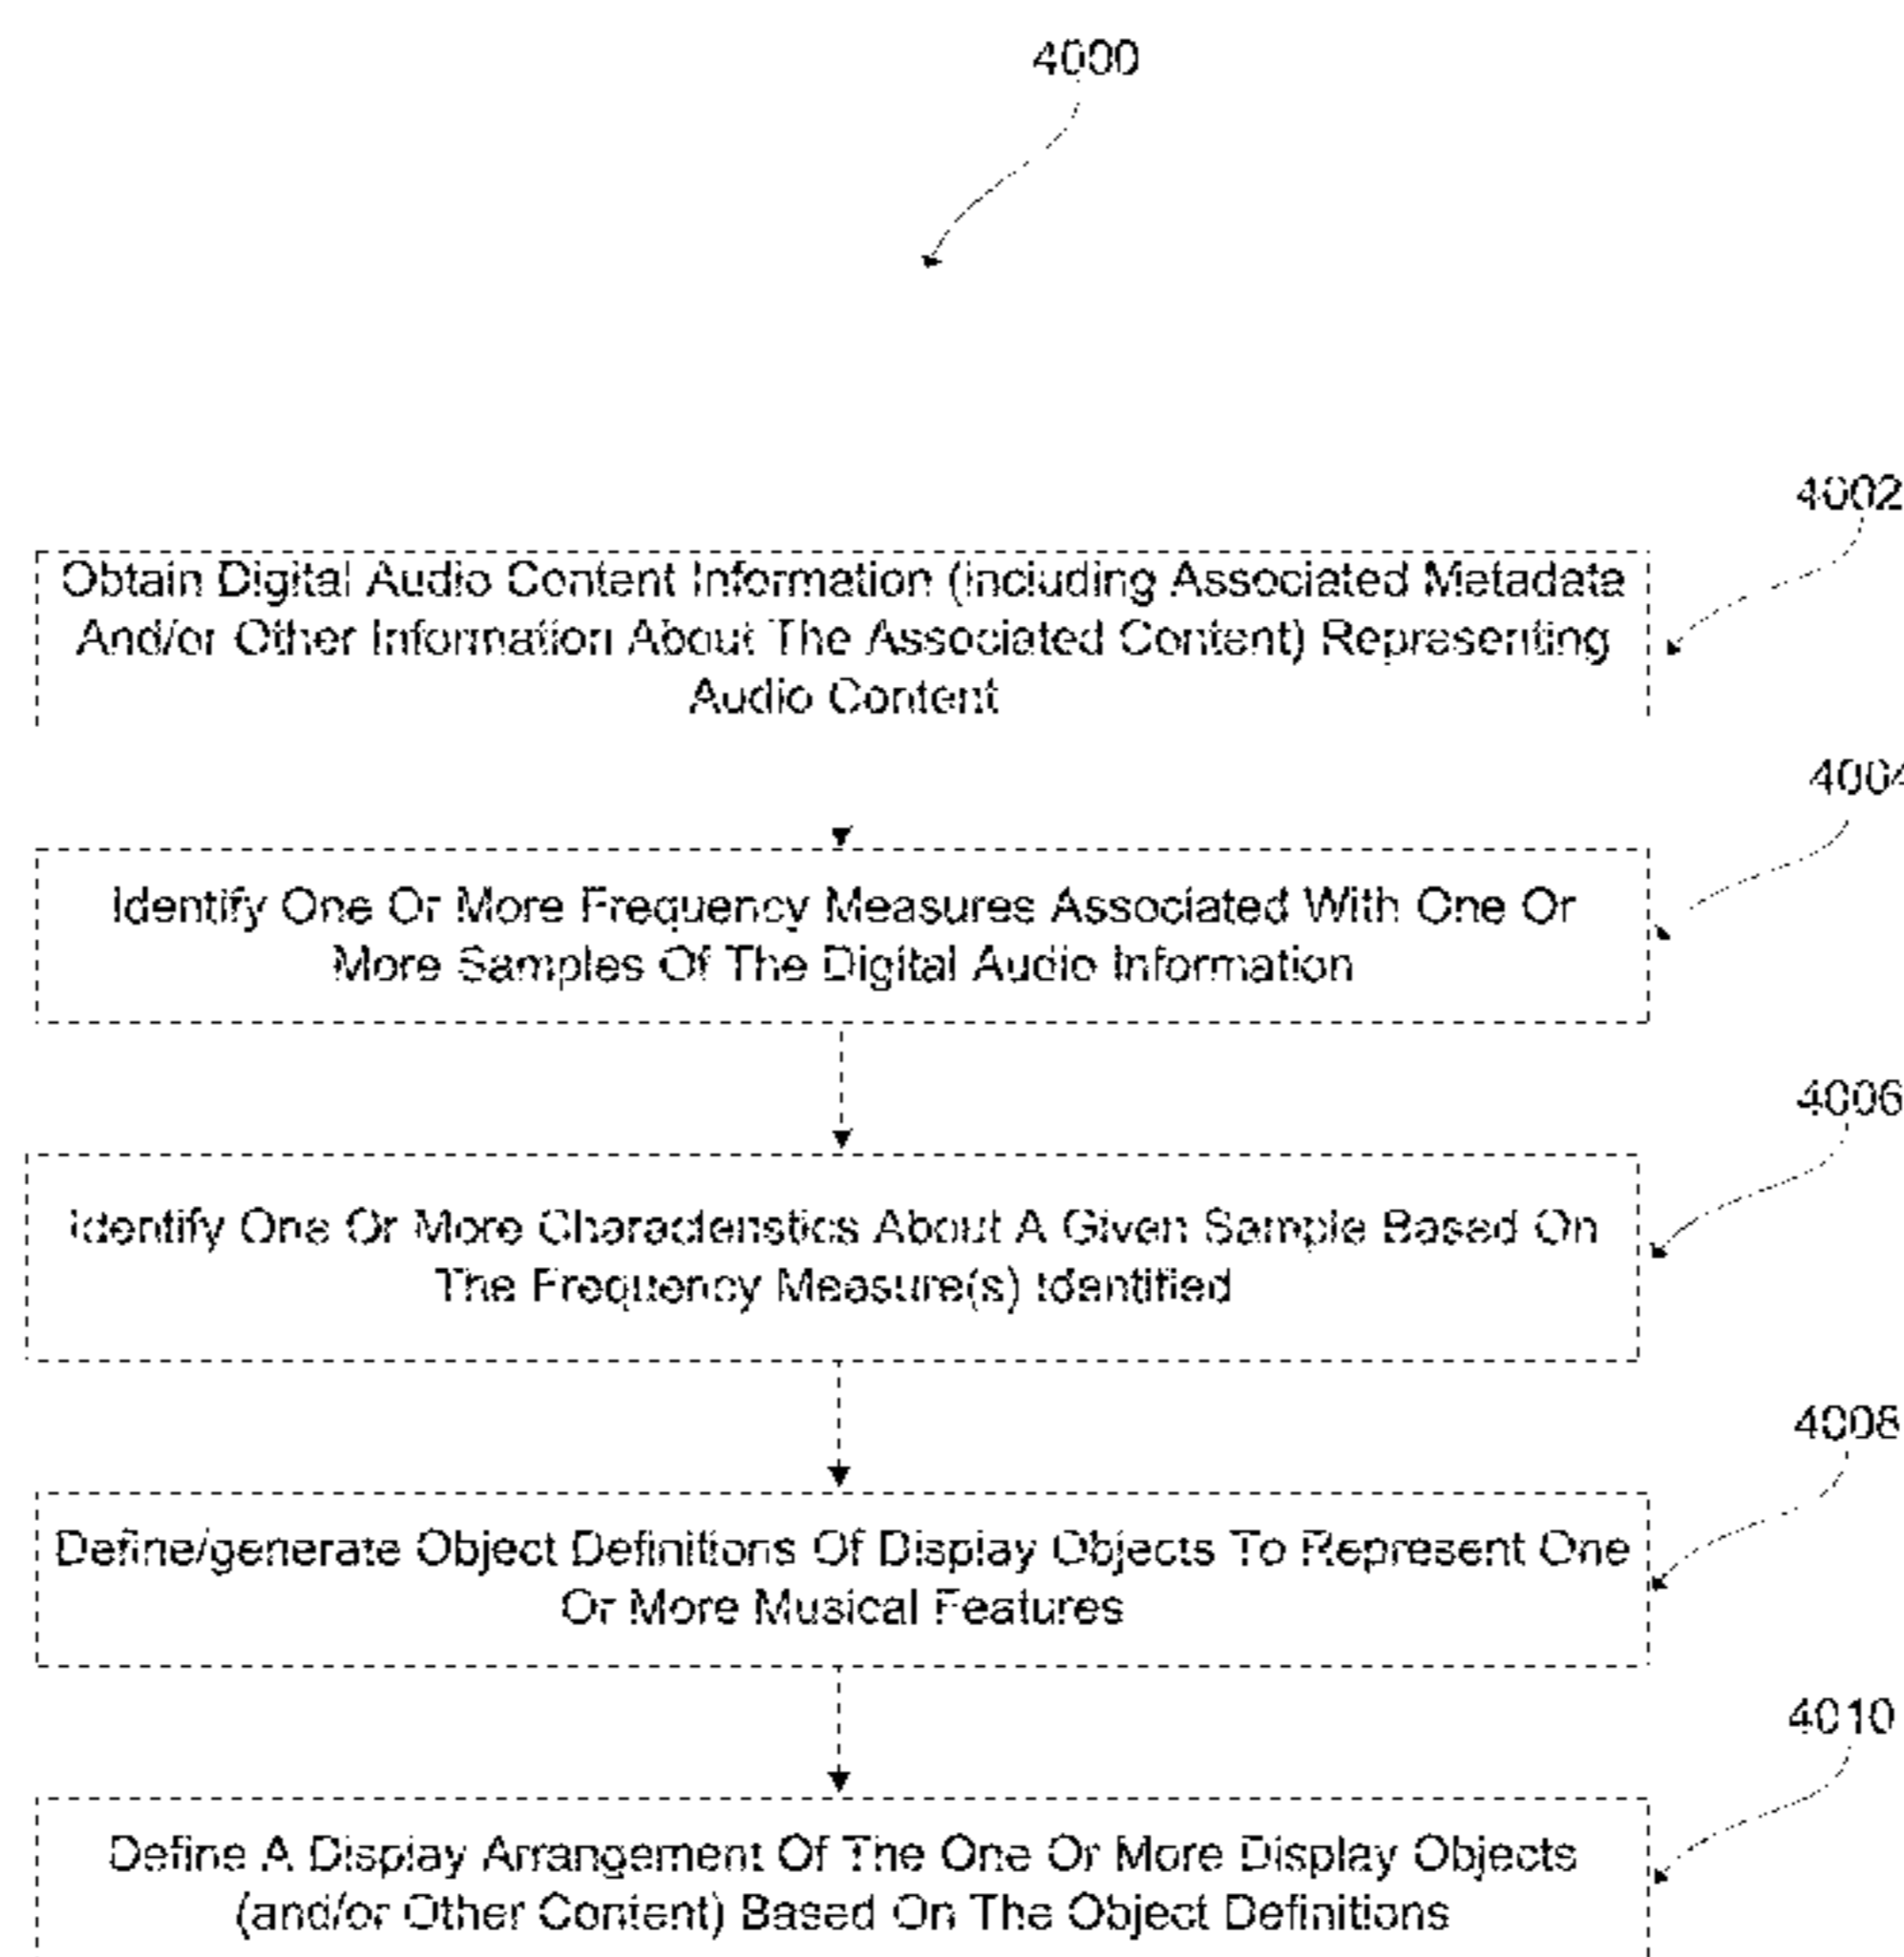 4000
4002
Obtain Digital Audio Content Information (including Associated Metadata
And/or Other Information About The Associated Content) Representing
Audio Content
4004
Identify One Or More Frequency Measures Associated With One Or
More Samples Of The Digital Audio Information
4006
Identify One Or More Characteristics About A Given Sample Based On
The Frequency Measure(s) Identified
4008
Define/generate Object Definitions Of Display Objects To Represent One
Or More Musical Features
4010
Define A Display Arrangement Of The One Or More Display Objects
(and/or Other Content) Based On The Object Definitions